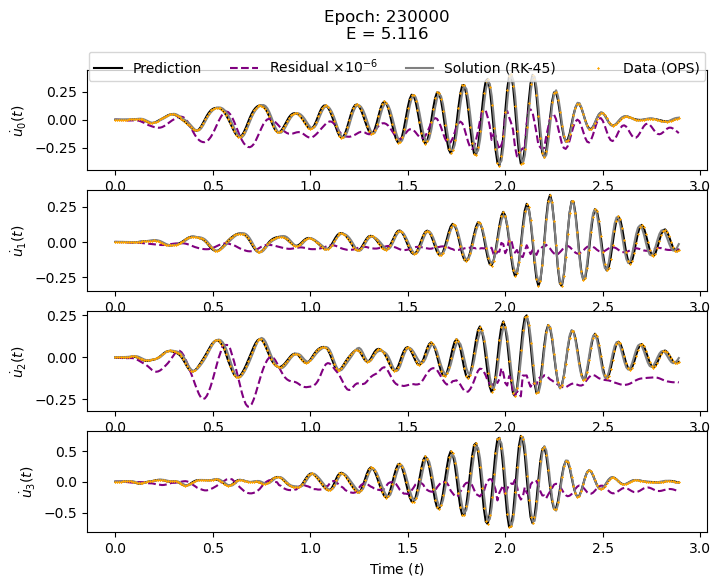 Epoch: 230000
E = 5.116
Prediction Residual ×10⁻⁶ Solution (RK-45) Data (OPS)
0.25
0.00
−0.25
u̇₀(t)
0.0 0.5 1.0 1.5 2.0 2.5 3.0
0.25
0.00
−0.25
u̇₁(t)
0.0 0.5 1.0 1.5 2.0 2.5 3.0
0.25
0.00
−0.25
u̇₂(t)
0.0 0.5 1.0 1.5 2.0 2.5 3.0
0.5
0.0
−0.5
u̇₃(t)
0.0 0.5 1.0 1.5 2.0 2.5 3.0
Time (t)